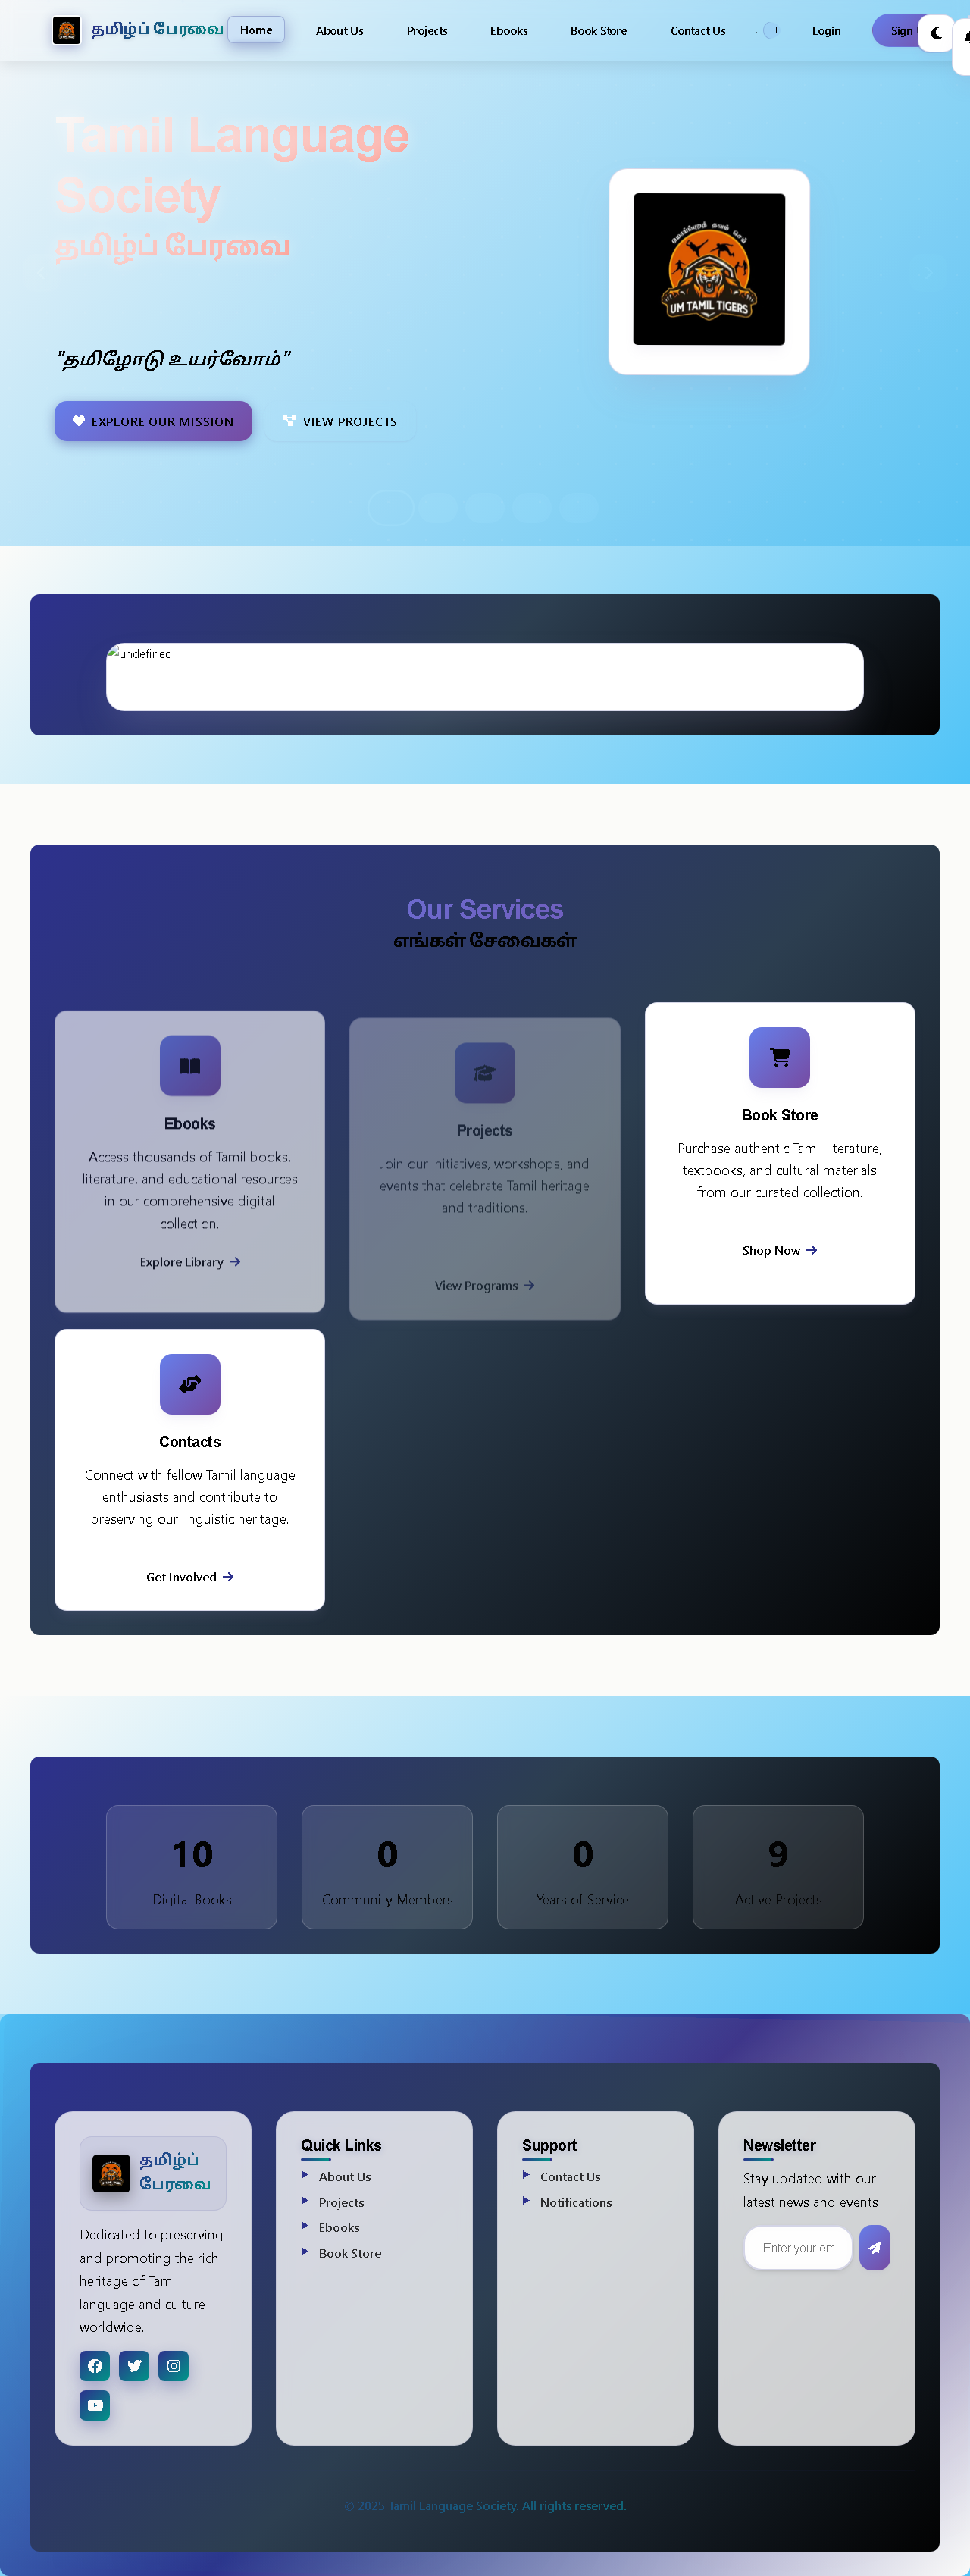 தமிழ்ப் பேரவை
Home
About Us
Projects
Ebooks
Book Store
Contact Us
3
Login
Sign
Tamil Language
Society
தமிழ்ப் பேரவை
UM TAMIL TIGERS
"தமிழோடு உயர்வோம்"
EXPLORE OUR MISSION
VIEW PROJECTS
undefined
Our Services
எங்கள் சேவைகள்
Ebooks
Access thousands of Tamil books,
literature, and educational resources
in our comprehensive digital
collection.
Explore Library
Projects
Join our initiatives, workshops, and
events that celebrate Tamil heritage
and traditions.
View Programs
Book Store
Purchase authentic Tamil literature,
textbooks, and cultural materials
from our curated collection.
Shop Now
Contacts
Connect with fellow Tamil language
enthusiasts and contribute to
preserving our linguistic heritage.
Get Involved
10
Digital Books
0
Community Members
0
Years of Service
9
Active Projects
தமிழ்ப்
பேரவை
Dedicated to preserving
and promoting the rich
heritage of Tamil
language and culture
worldwide.
Quick Links
About Us
Projects
Ebooks
Book Store
Support
Contact Us
Notifications
Newsletter
Stay updated with our
latest news and events
Enter your em
© 2025 Tamil Language Society. All rights reserved.